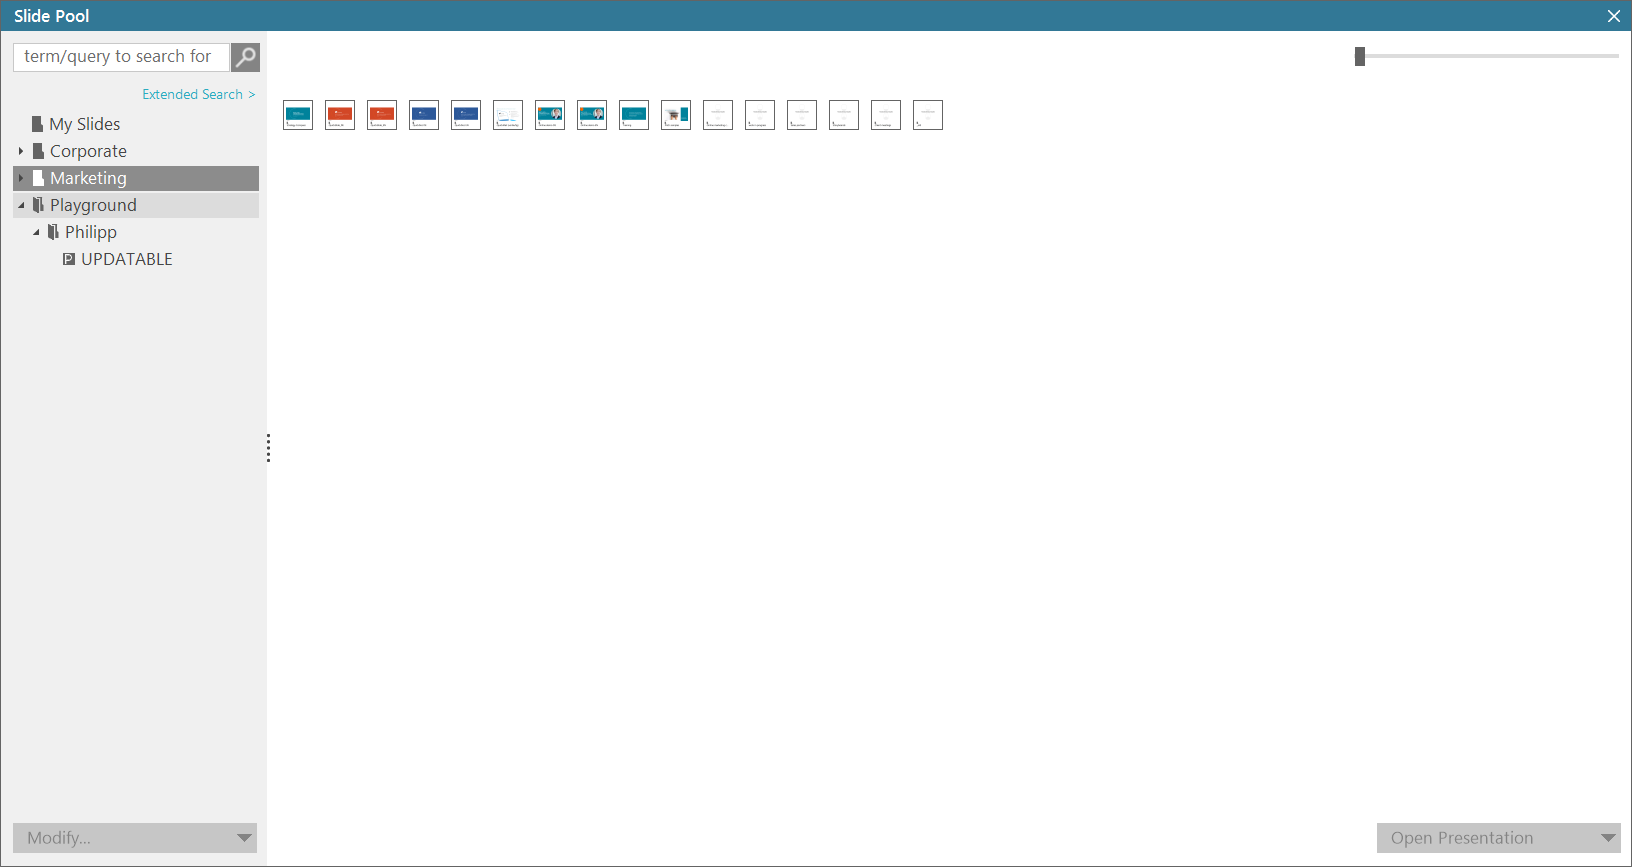 Slide Pool
term/query to search for
Extended Search >
My Slides
Corporate
Marketing
Playground
Philipp
UPDATABLE
Modify...
Open Presentation